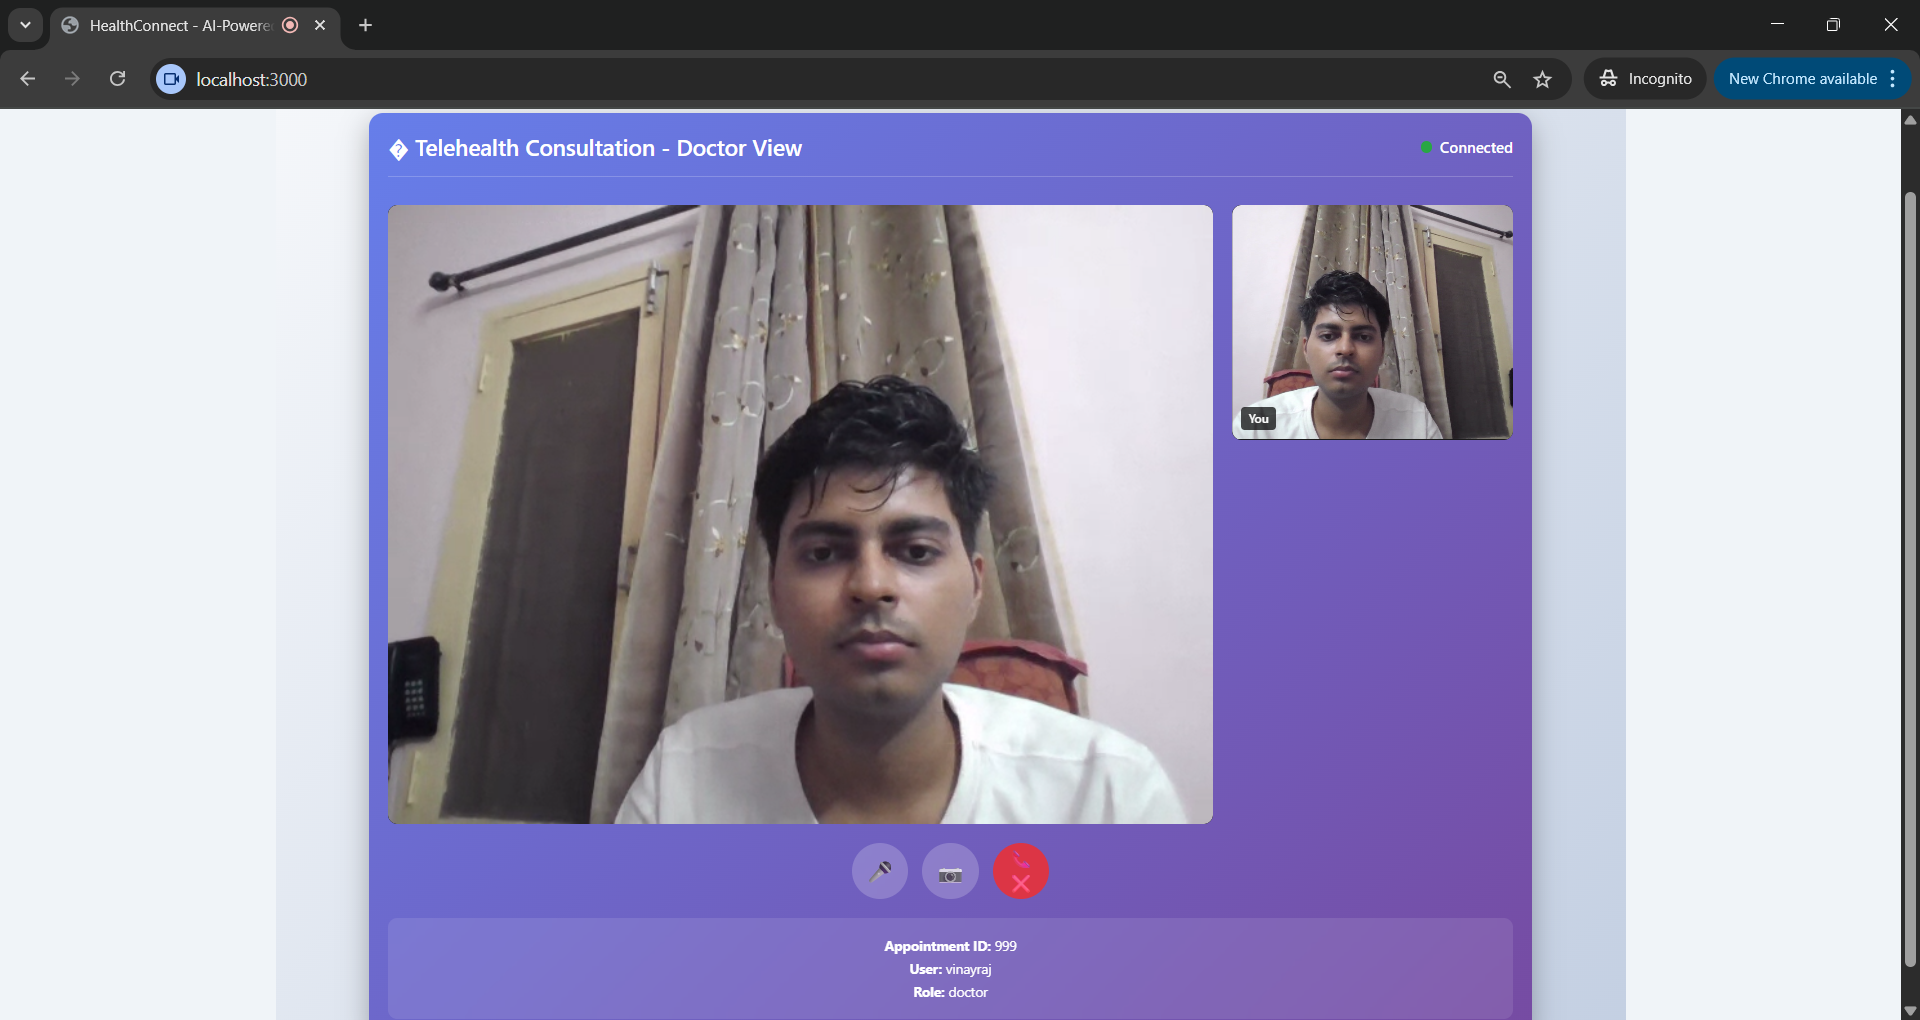 HealthConnect - AI-Powere
localhost:3000
Incognito
New Chrome available
� Telehealth Consultation - Doctor View
Connected
You
Appointment ID: 999
User: vinayraj
Role: doctor